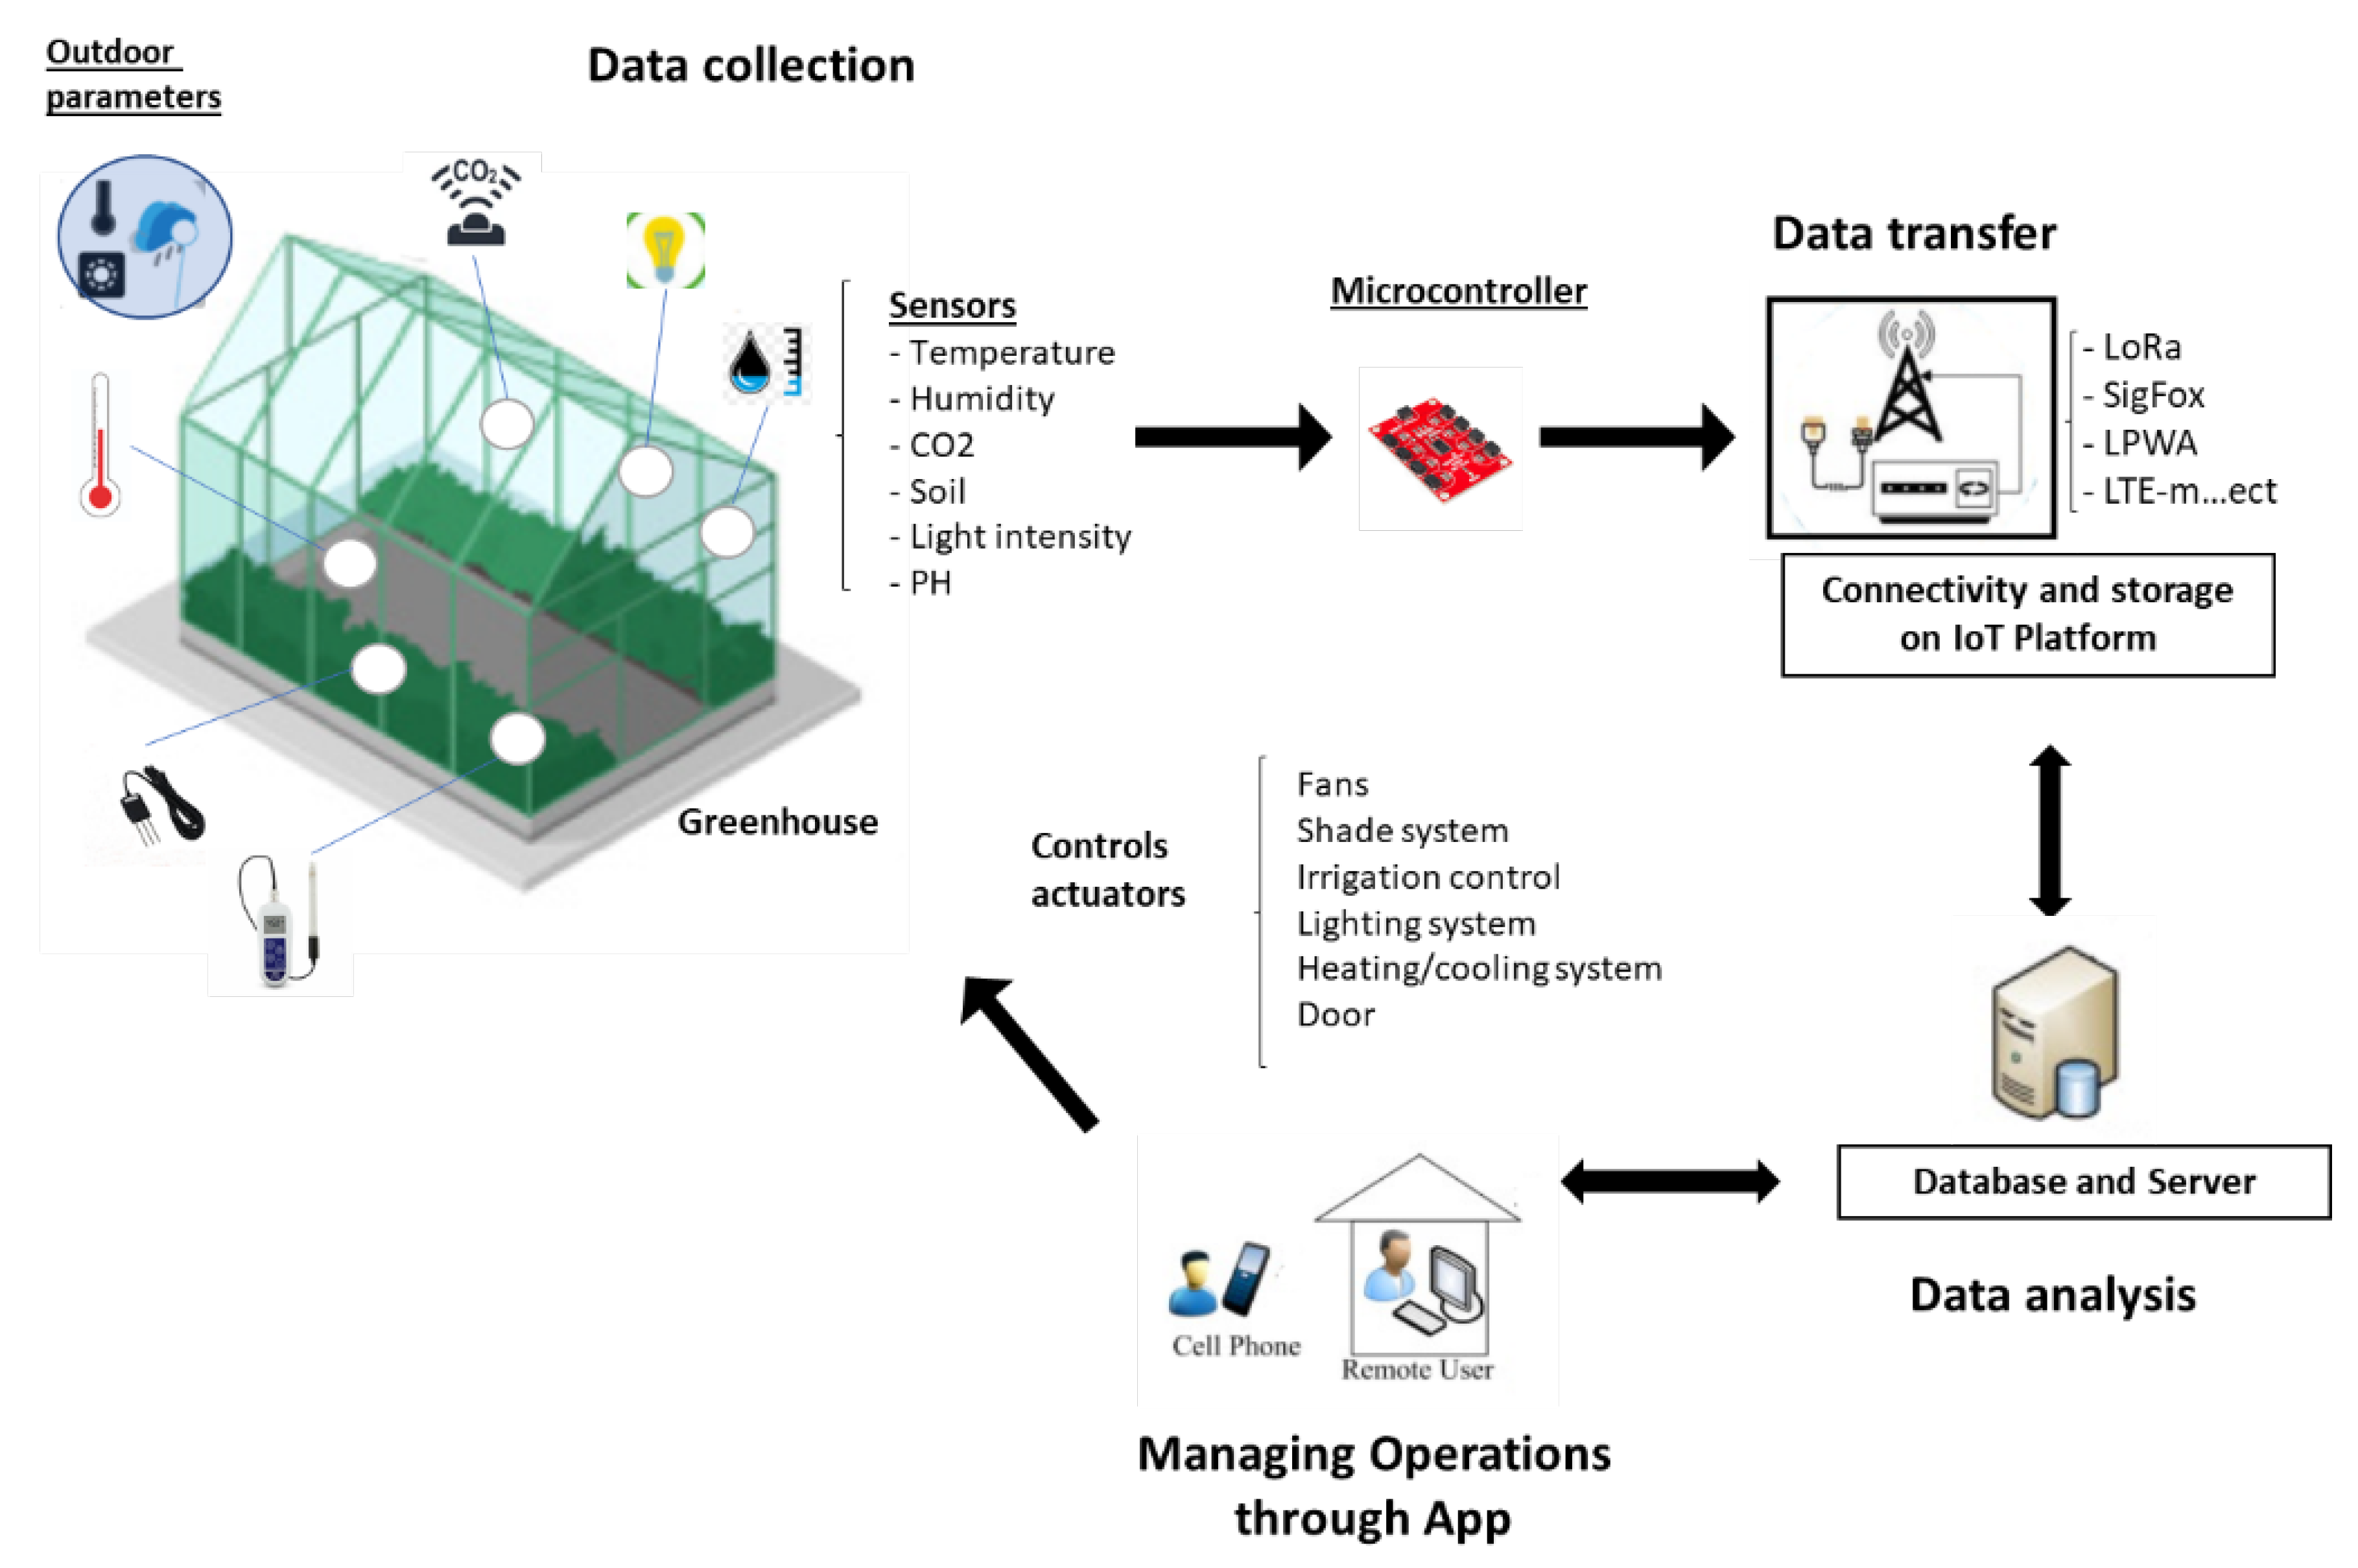 Outdoor
parameters
Data collection
CO₂
Sensors
- Temperature
- Humidity
- CO2
- Soil
- Light intensity
- PH
Greenhouse
Microcontroller
Data transfer
- LoRa
- SigFox
- LPWA
- LTE-m...ect
Connectivity and storage
on IoT Platform
Controls
actuators
Fans
Shade system
Irrigation control
Lighting system
Heating/cooling system
Door
Database and Server
Data analysis
Cell Phone
Remote User
Managing Operations
through App